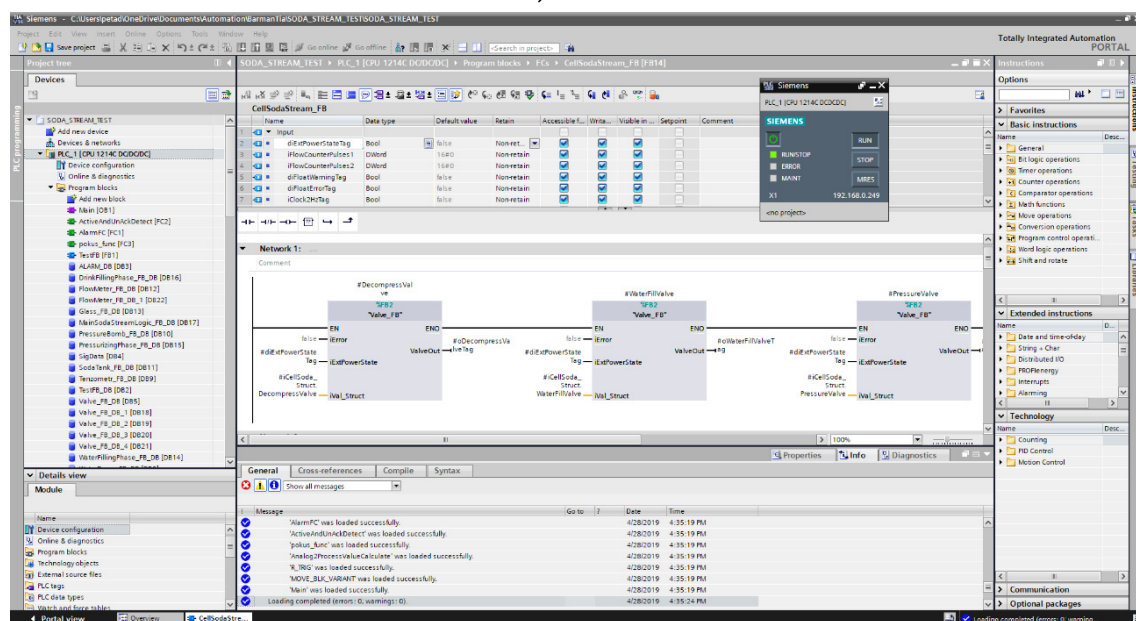 Siemens - C:\Users\petad\OneDrive\Documents\Automation\BarmanTia\SODA_STREAM_TEST\SODA_STREAM_TEST
Project Edit View Insert Online Options Tools Window Help
Save project
Go online
Go offline
<Search in project>
Totally Integrated Automation
PORTAL
Project tree
SODA_STREAM_TEST ▸ PLC_1 [CPU 1214C DC/DC/DC] ▸ Program blocks ▸ FCs ▸ CellSodaStream_FB [FB14]
Instructions
Devices
Options
PLC programming
SODA_STREAM_TEST
Add new device
Devices & networks
PLC_1 [CPU 1214C DC/DC/DC]
Device configuration
Online & diagnostics
Program blocks
Add new block
Main [OB1]
ActiveAndUnAckDetect [FC2]
AlarmFC [FC1]
pokus_func [FC3]
TestFB [FB1]
ALARM_DB [DB3]
DrinkFillingPhase_FB_DB [DB16]
FlowMeter_FB_DB [DB12]
FlowMeter_FB_DB_1 [DB22]
Glass_FB_DB [DB13]
MainSodaStreamLogic_FB_DB [DB17]
PressureBomb_FB_DB [DB10]
PressurizingPhase_FB_DB [DB15]
SigData [DB4]
SodaTank_FB_DB [DB11]
Tenzometr_FB_DB [DB9]
TestFB_DB [DB2]
Valve_FB_DB [DB5]
Valve_FB_DB_1 [DB18]
Valve_FB_DB_2 [DB19]
Valve_FB_DB_3 [DB20]
Valve_FB_DB_4 [DB21]
WaterFillingPhase_FB_DB [DB14]
Details view
Module
Name
Device configuration
Online & diagnostics
Program blocks
Technology objects
External source files
PLC tags
PLC data types
Watch and force tables
CellSodaStream_FB
Name Data type Default value Retain Accessible f... Writa... Visible in ... Setpoint Comment
1 Input
2 diExtPowerStateTag Bool false Non-ret...
3 iFlowCounterPulses1 DWord 16#0 Non-retain
4 iFlowCounterPulses2 DWord 16#0 Non-retain
5 diFloatWarningTag Bool false Non-retain
6 diFloatErrorTag Bool false Non-retain
7 iClock2HzTag Bool false Non-retain
Siemens
PLC_1 [CPU 1214C DC/DC/DC]
SIEMENS
RUN
RUN/STOP
STOP
ERROR
MAINT
MRES
X1 192.168.0.249
<no project>
Network 1: ...
Comment
#DecompressVal
ve
%FB2
"Valve_FB"
EN ENO
false iError
#diExtPowerState
Tag iExtPowerState
#iCellSoda_
Struct.
DecompressValve iVal_Struct
ValveOut
#oDecompressVa
lveTag
#WaterFillValve
%FB2
"Valve_FB"
EN ENO
false iError
#diExtPowerState
Tag iExtPowerState
#iCellSoda_
Struct.
WaterFillValve iVal_Struct
ValveOut
#oWaterFillValveT
ag
#PressureValve
%FB2
"Valve_FB"
EN ENO
false iError
#diExtPowerState
Tag iExtPowerState
#iCellSoda_
Struct.
PressureValve iVal_Struct
ValveOut
100%
Properties Info Diagnostics
General Cross-references Compile Syntax
Show all messages
! Message Go to ? Date Time
'AlarmFC' was loaded successfully. 4/28/2019 4:35:19 PM
'ActiveAndUnAckDetect' was loaded successfully. 4/28/2019 4:35:19 PM
'pokus_func' was loaded successfully. 4/28/2019 4:35:19 PM
'Analog2ProcessValueCalculate' was loaded successfully. 4/28/2019 4:35:19 PM
'R_TRIG' was loaded successfully. 4/28/2019 4:35:19 PM
'MOVE_BLK_VARIANT' was loaded successfully. 4/28/2019 4:35:19 PM
'Main' was loaded successfully. 4/28/2019 4:35:19 PM
Loading completed (errors: 0, warnings: 0). 4/28/2019 4:35:24 PM
Favorites
Basic instructions
Name Desc...
General
Bit logic operations
Timer operations
Counter operations
Comparator operations
Math functions
Move operations
Conversion operations
Program control operati...
Word logic operations
Shift and rotate
Extended instructions
Name D...
Date and time-of-day
String + Char
Distributed I/O
PROFIenergy
Interrupts
Alarming
Technology
Name Desc...
Counting
PID Control
Motion Control
Communication
Optional packages
Instructions
Testing
Tasks
Libraries
Portal view
Overview
CellSodaStre...
Loading completed (errors: 0, warning...